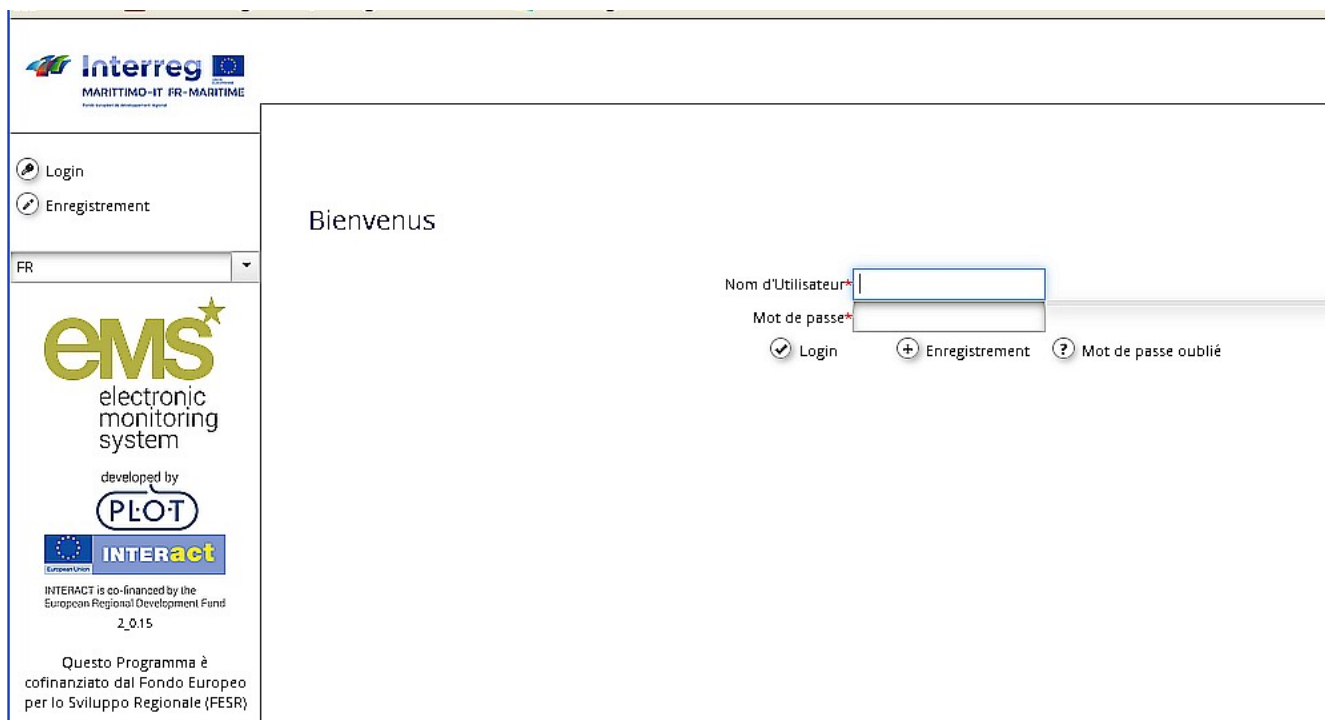 Interreg
MARITTIMO-IT FR-MARITIME
Login
Enregistrement
FR
Bienvenus
Nom d'Utilisateur*
Mot de passe*
Login
Enregistrement
Mot de passe oublié
eMS
electronic
monitoring
system
developed by
PLOT
European Union
INTERact
INTERACT is co-financed by the
European Regional Development Fund
2_0.15
Questo Programma è
cofinanziato dal Fondo Europeo
per lo Sviluppo Regionale (FESR)